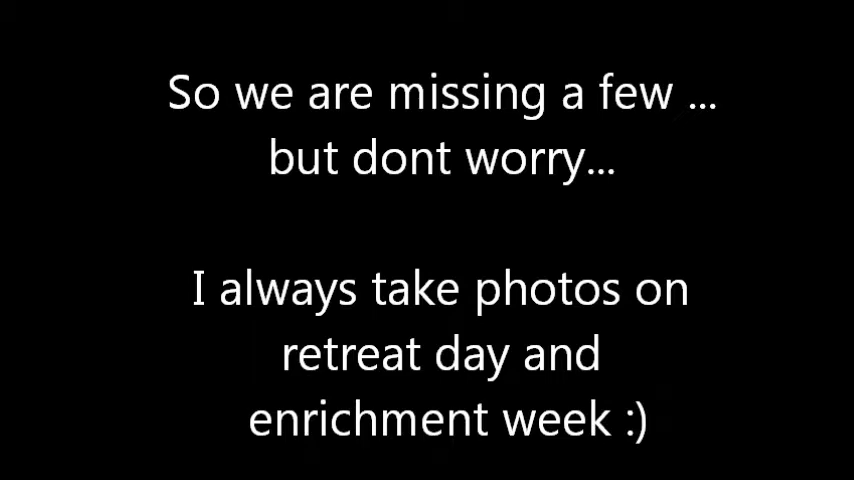 So we are missing a few ...
but dont worry...
I always take photos on
retreat day and
enrichment week :)